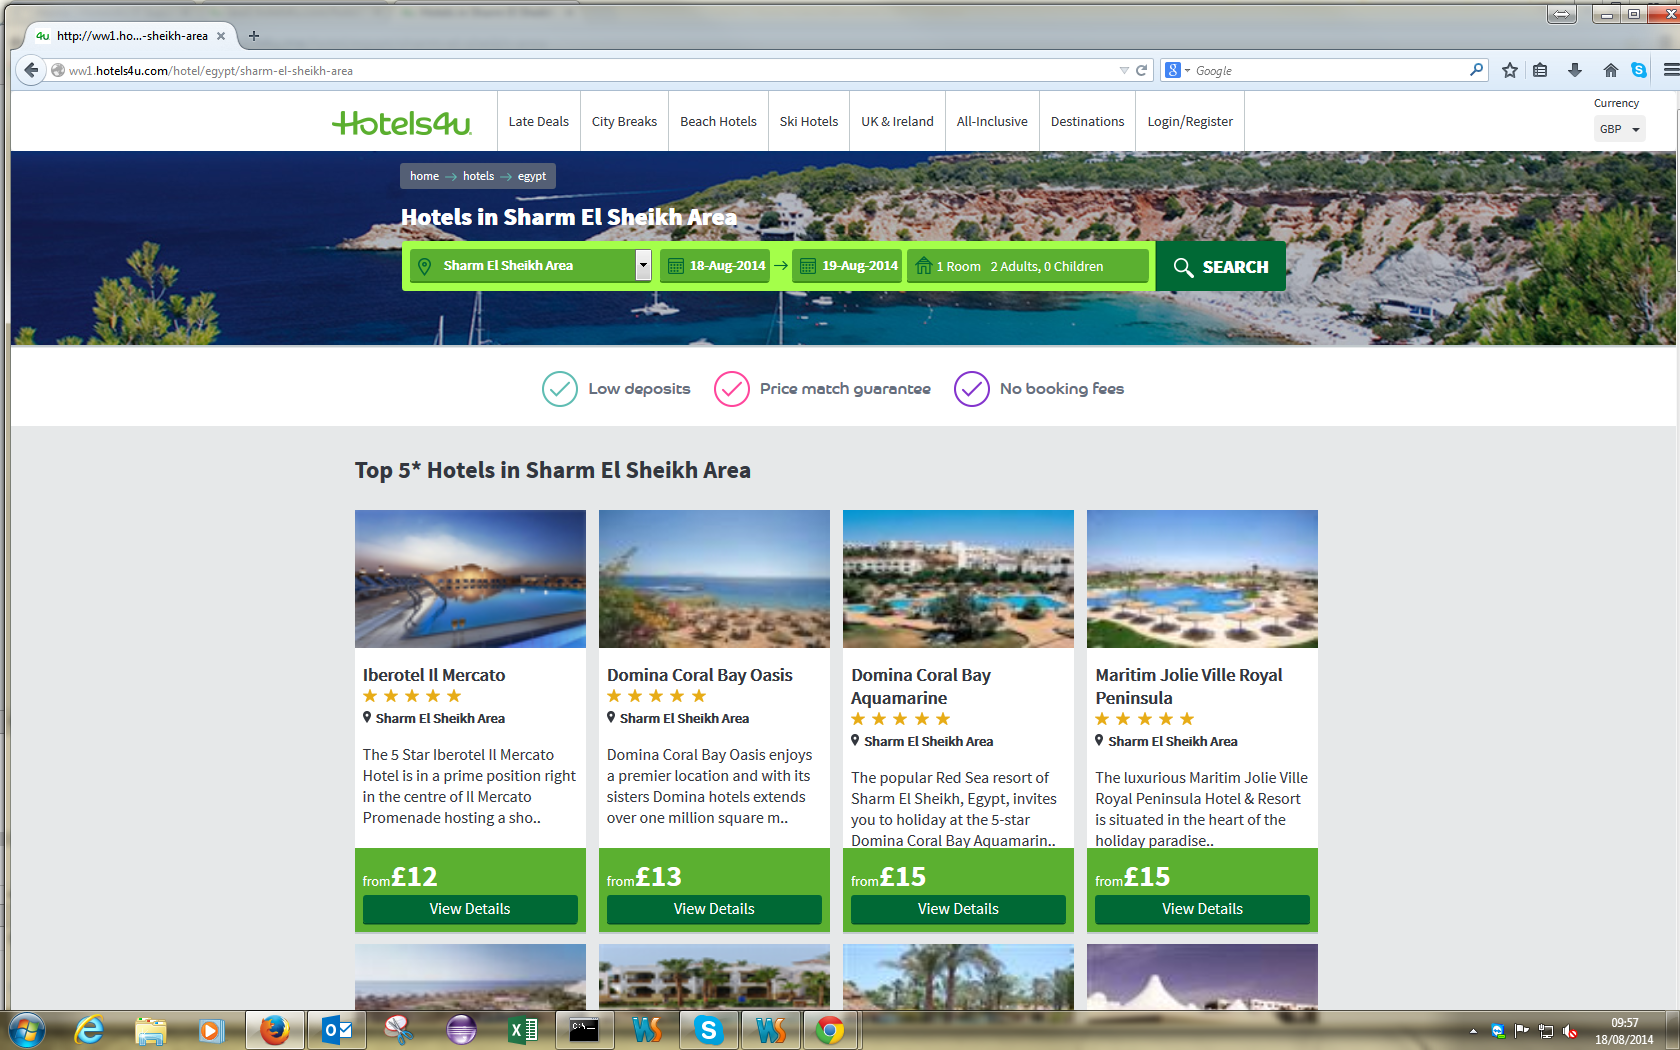 http://ww1.ho...-sheikh-area
ww1.hotels4u.com/hotel/egypt/sharm-el-sheikh-area
Google
Hotels4u
Late Deals
City Breaks
Beach Hotels
Ski Hotels
UK & Ireland
All-Inclusive
Destinations
Login/Register
Currency
GBP
home → hotels → egypt
Hotels in Sharm El Sheikh Area
Sharm El Sheikh Area
18-Aug-2014 → 19-Aug-2014
1 Room 2 Adults, 0 Children
SEARCH
Low deposits
Price match guarantee
No booking fees
Top 5* Hotels in Sharm El Sheikh Area
Iberotel Il Mercato
Sharm El Sheikh Area
The 5 Star Iberotel Il Mercato
Hotel is in a prime position right
in the centre of Il Mercato
Promenade hosting a sho..
from£12
View Details
Domina Coral Bay Oasis
Sharm El Sheikh Area
Domina Coral Bay Oasis enjoys
a premier location and with its
sisters Domina hotels extends
over one million square m..
from£13
View Details
Domina Coral Bay
Aquamarine
Sharm El Sheikh Area
The popular Red Sea resort of
Sharm El Sheikh, Egypt, invites
you to holiday at the 5-star
Domina Coral Bay Aquamarin..
from£15
View Details
Maritim Jolie Ville Royal
Peninsula
Sharm El Sheikh Area
The luxurious Maritim Jolie Ville
Royal Peninsula Hotel & Resort
is situated in the heart of the
holiday paradise..
from£15
View Details
09:57
18/08/2014